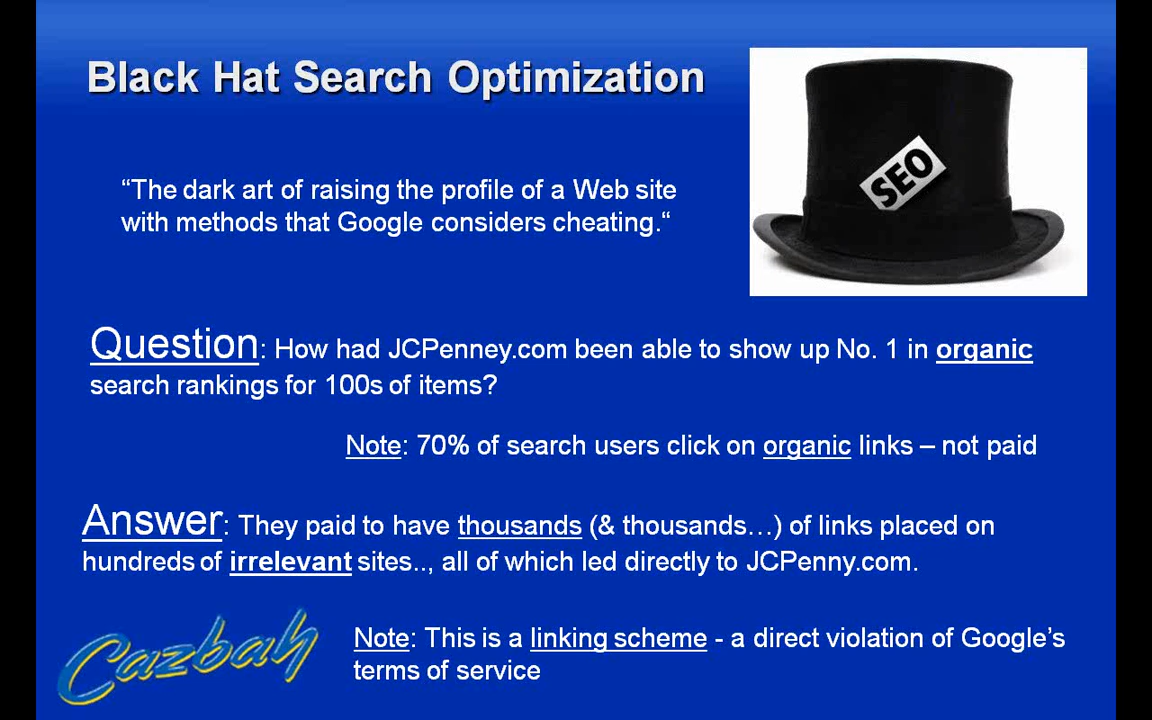 Black Hat Search Optimization
SEO
“The dark art of raising the profile of a Web site
with methods that Google considers cheating.“
Question: How had JCPenney.com been able to show up No. 1 in organic
search rankings for 100s of items?
Note: 70% of search users click on organic links – not paid
Answer: They paid to have thousands (& thousands…) of links placed on
hundreds of irrelevant sites.., all of which led directly to JCPenny.com.
Cazbah
Note: This is a linking scheme - a direct violation of Google’s
terms of service